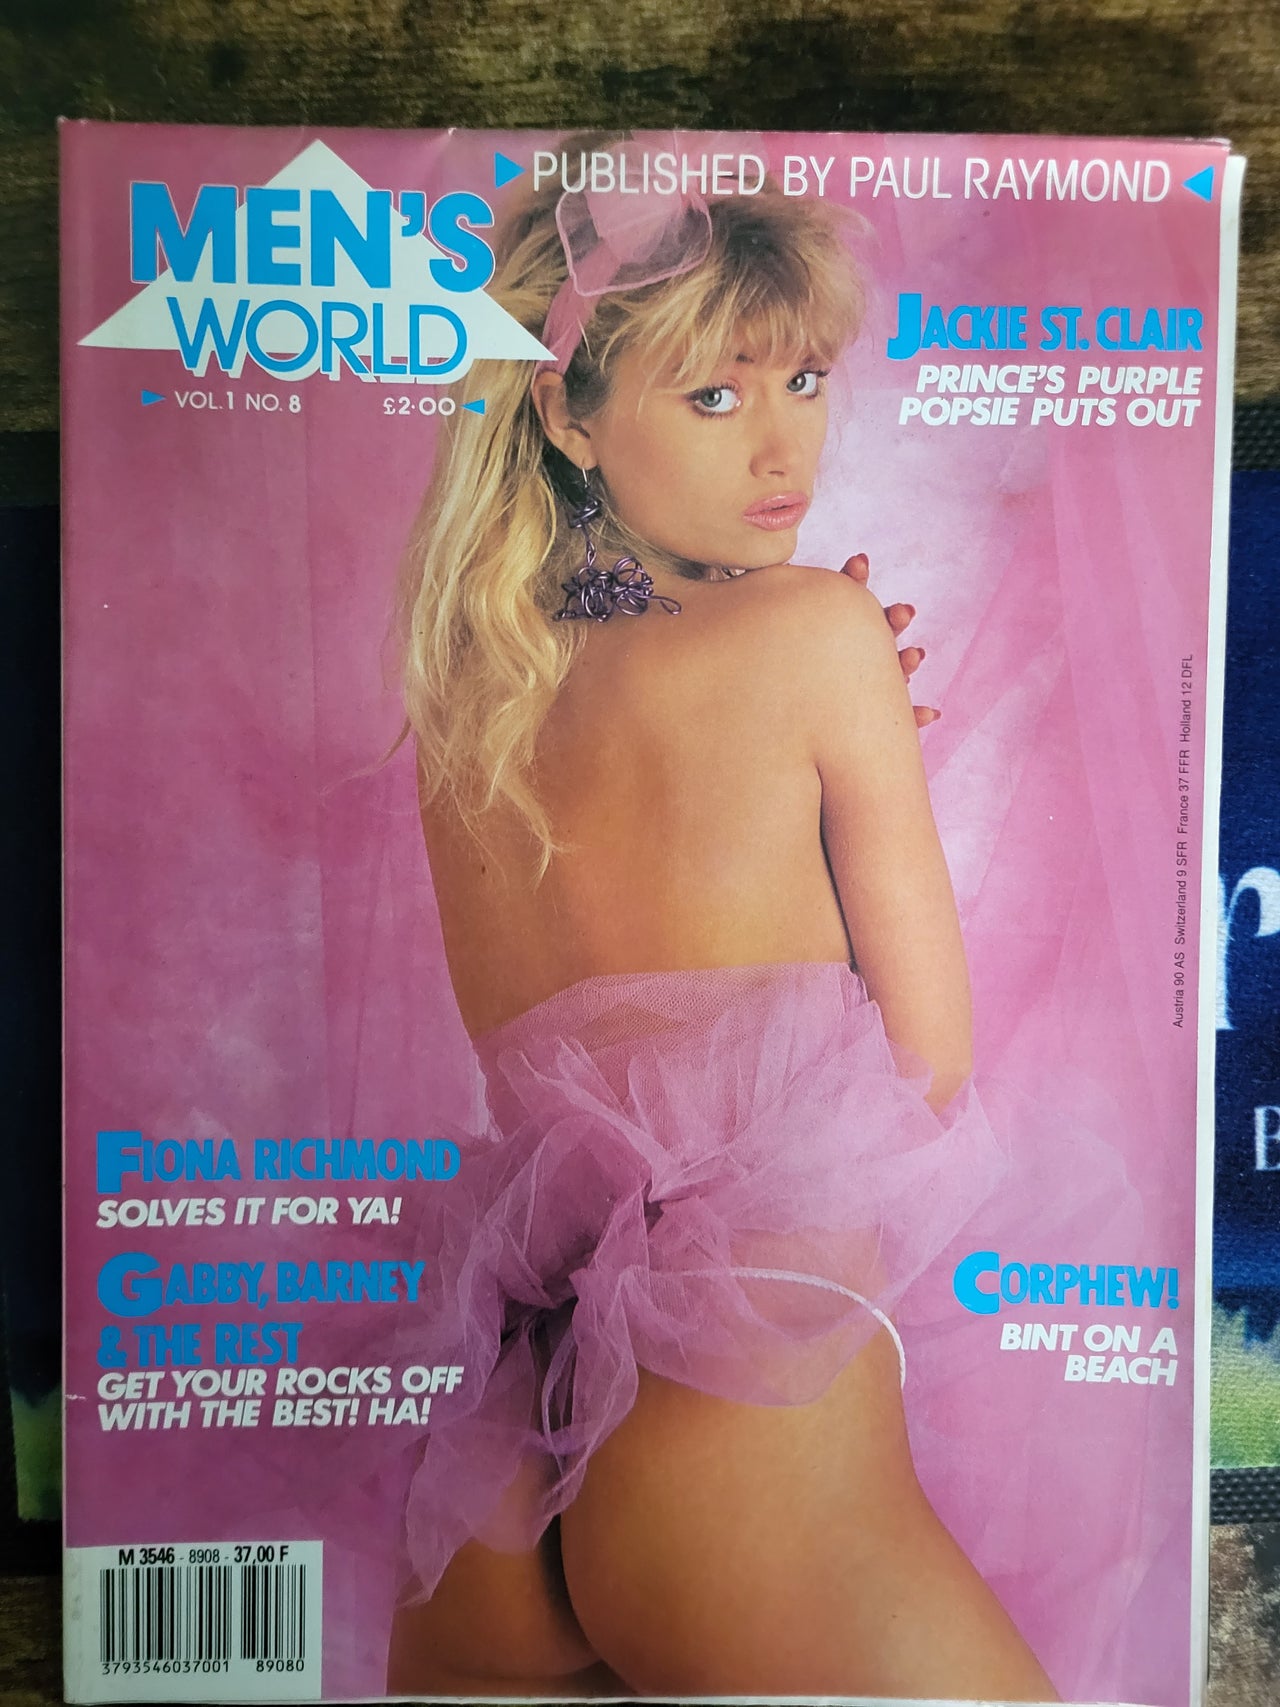 PUBLISHED BY PAUL RAYMOND
MEN'S
WORLD
VOL.1 NO. 8 £2·00
JACKIE ST. CLAIR
PRINCE'S PURPLE
POPSIE PUTS OUT
Austria 90 AS Switzerland 9 SFR France 37 FFR Holland 12 DFL
FIONA RICHMOND
SOLVES IT FOR YA!
GABBY, BARNEY
& THE REST
GET YOUR ROCKS OFF
WITH THE BEST! HA!
CORPHEW!
BINT ON A
BEACH
M 3546 - 8908 - 37,00 F
3793546037001 89080